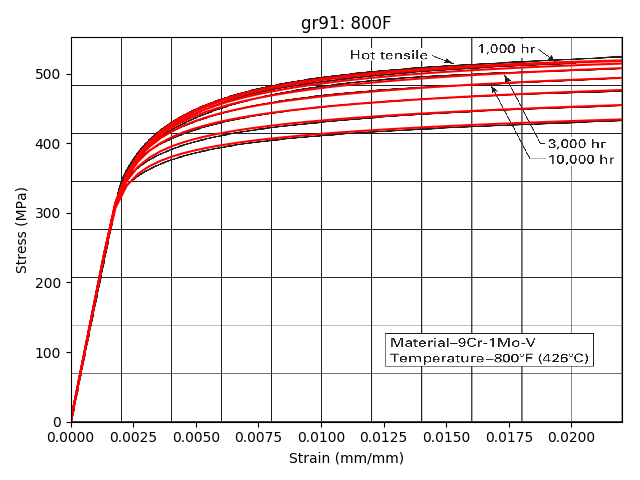 gr91: 800F
Stress (MPa)
500
400
300
200
100
0
Hot tensile
1,000 hr
3,000 hr
10,000 hr
Material–9Cr-1Mo-V
Temperature–800°F (426°C)
0.0000 0.0025 0.0050 0.0075 0.0100 0.0125 0.0150 0.0175 0.0200
Strain (mm/mm)